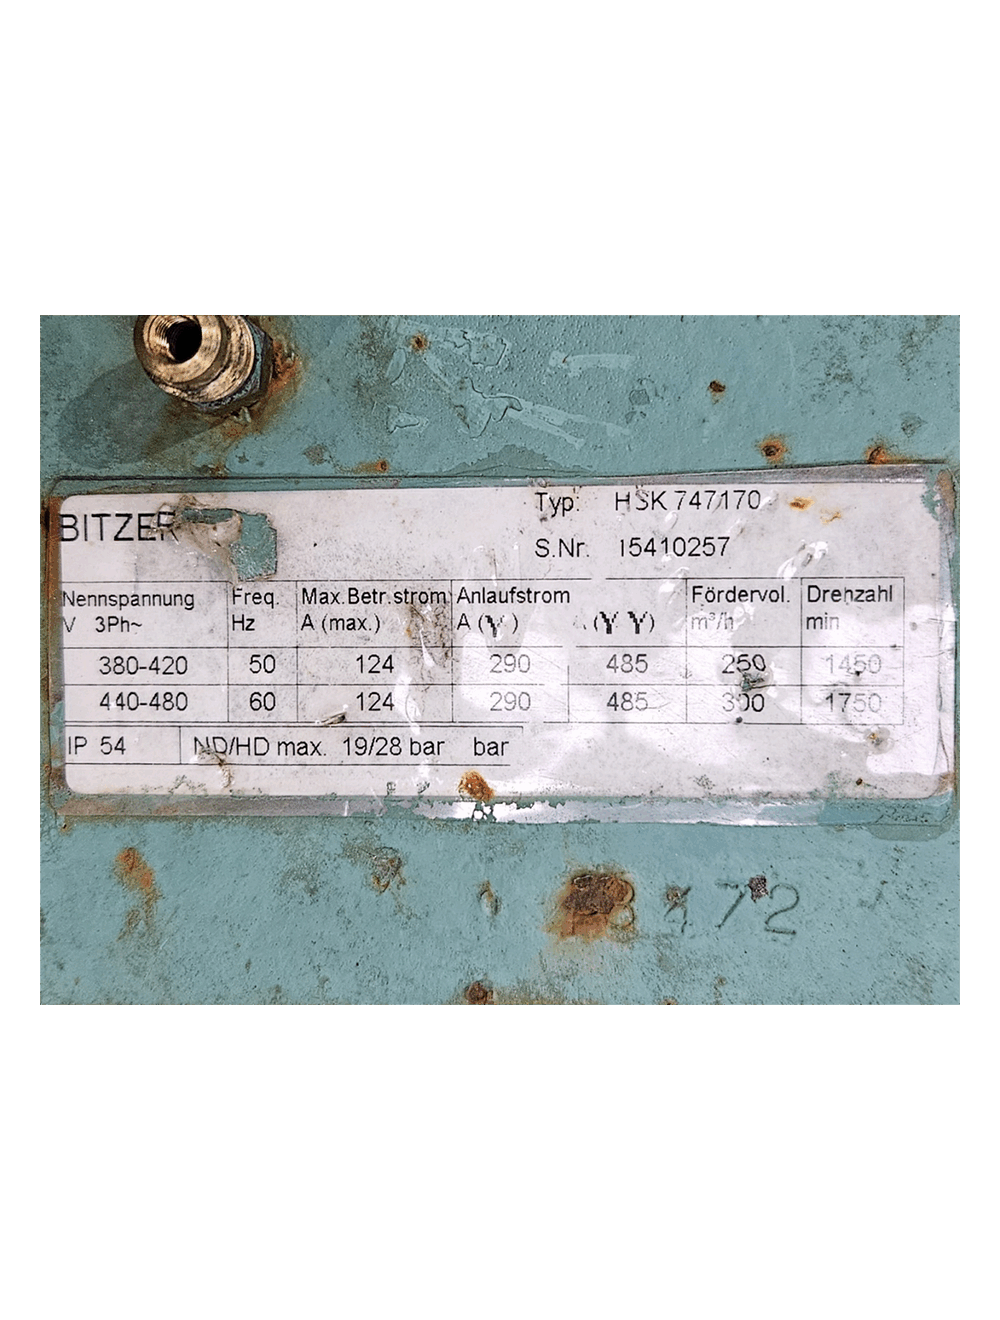 BITZER
Typ: HSK 747170
S.Nr. 15410257
Nennspannung Freq. Max.Betr.strom Anlaufstrom Fördervol. Drehzahl
V 3Ph~ Hz A (max.) A (Y) A (Y Y) m³/h min
380-420 50 124 290 485 250 1450
440-480 60 124 290 485 300 1750
IP 54 ND/HD max. 19/28 bar bar